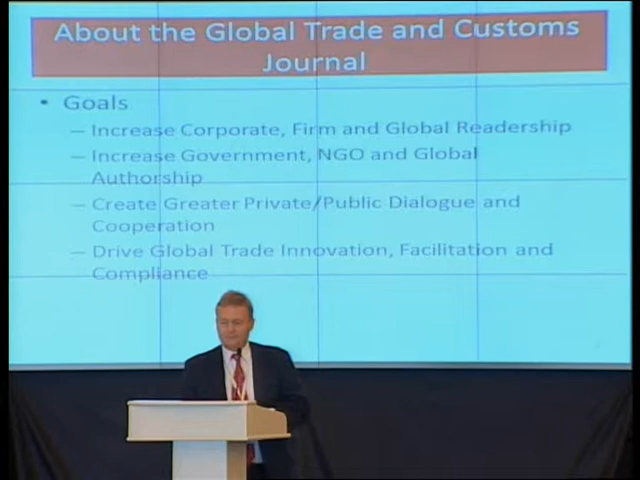 About the Global Trade and Customs
Journal
• Goals
– Increase Corporate, Firm and Global Readership
– Increase Government, NGO and Global
Authorship
– Create Greater Private/Public Dialogue and
Cooperation
– Drive Global Trade Innovation, Facilitation and
Compliance